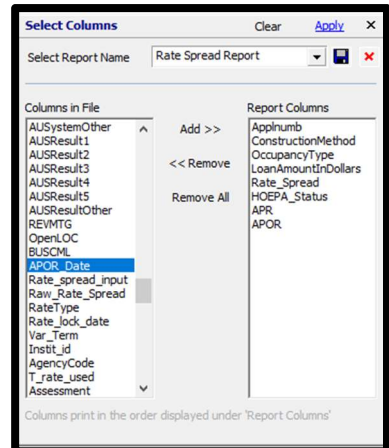 Select Columns Clear Apply ×
Select Report Name Rate Spread Report
Columns in File Report Columns
AUSystemOther
AUSResult1
AUSResult2
AUSResult3
AUSResult4
AUSResult5
AUSResultOther
REVMTG
OpenLOC
BUSCML
APOR_Date
Rate_spread_input
Raw_Rate_Spread
RateType
Rate_lock_date
Var_Term
Instit_id
AgencyCode
T_rate_used
Assessment
Add >>
<< Remove
Remove All
Applnumb
ConstructionMethod
OccupancyType
LoanAmountInDollars
Rate_Spread
HOEPA_Status
APR
APOR
Columns print in the order displayed under 'Report Columns'